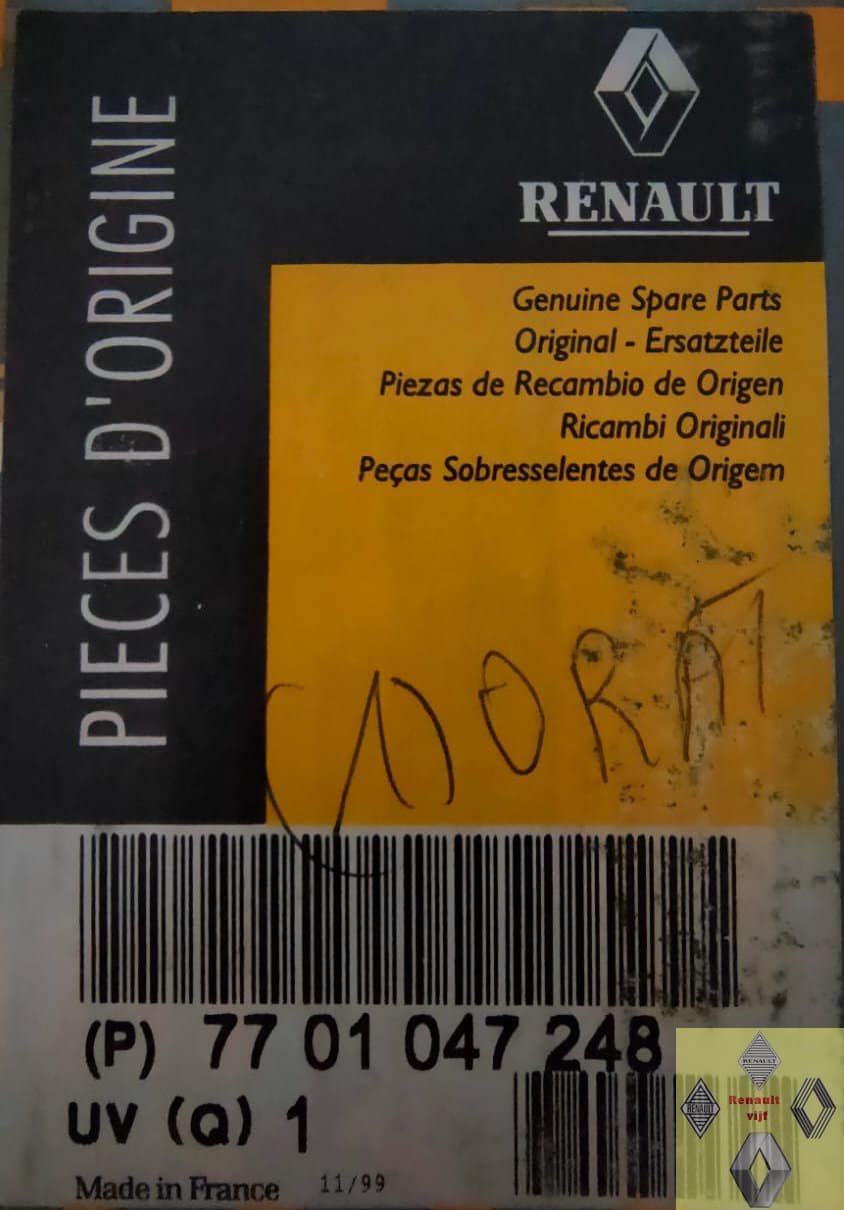 PIECES D'ORIGINE
RENAULT
Genuine Spare Parts
Original - Ersatzteile
Piezas de Recambio de Origen
Ricambi Originali
Peças Sobresselentes de Origem
(P) 77 01 047 248
UV (Q) 1
Made in France 11/99
RENAULT
RENAULT
Renault
vijf